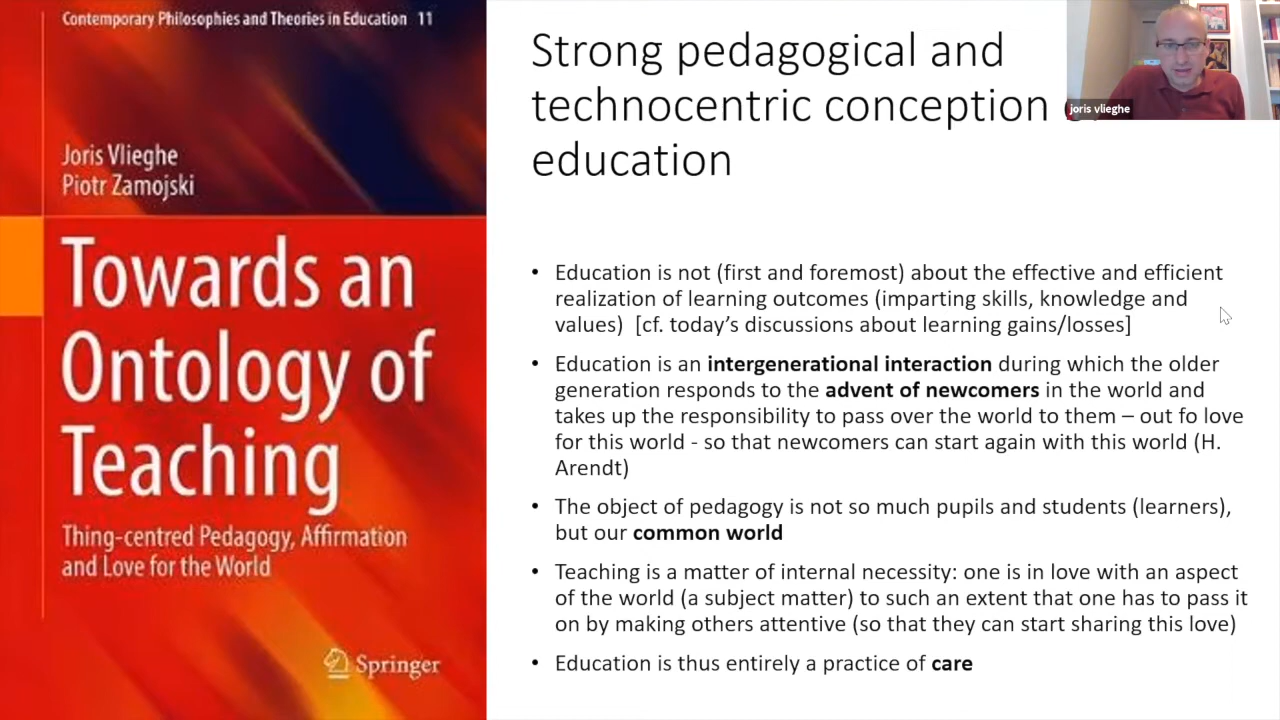 Contemporary Philosophies and Theories in Education 11
Joris Vlieghe
Piotr Zamojski
Towards an
Ontology of
Teaching
Thing-centred Pedagogy, Affirmation
and Love for the World
Springer
Strong pedagogical and
technocentric conception
education
joris vlieghe
• Education is not (first and foremost) about the effective and efficient
realization of learning outcomes (imparting skills, knowledge and
values) [cf. today's discussions about learning gains/losses]
• Education is an intergenerational interaction during which the older
generation responds to the advent of newcomers in the world and
takes up the responsibility to pass over the world to them – out fo love
for this world - so that newcomers can start again with this world (H.
Arendt)
• The object of pedagogy is not so much pupils and students (learners),
but our common world
• Teaching is a matter of internal necessity: one is in love with an aspect
of the world (a subject matter) to such an extent that one has to pass it
on by making others attentive (so that they can start sharing this love)
• Education is thus entirely a practice of care